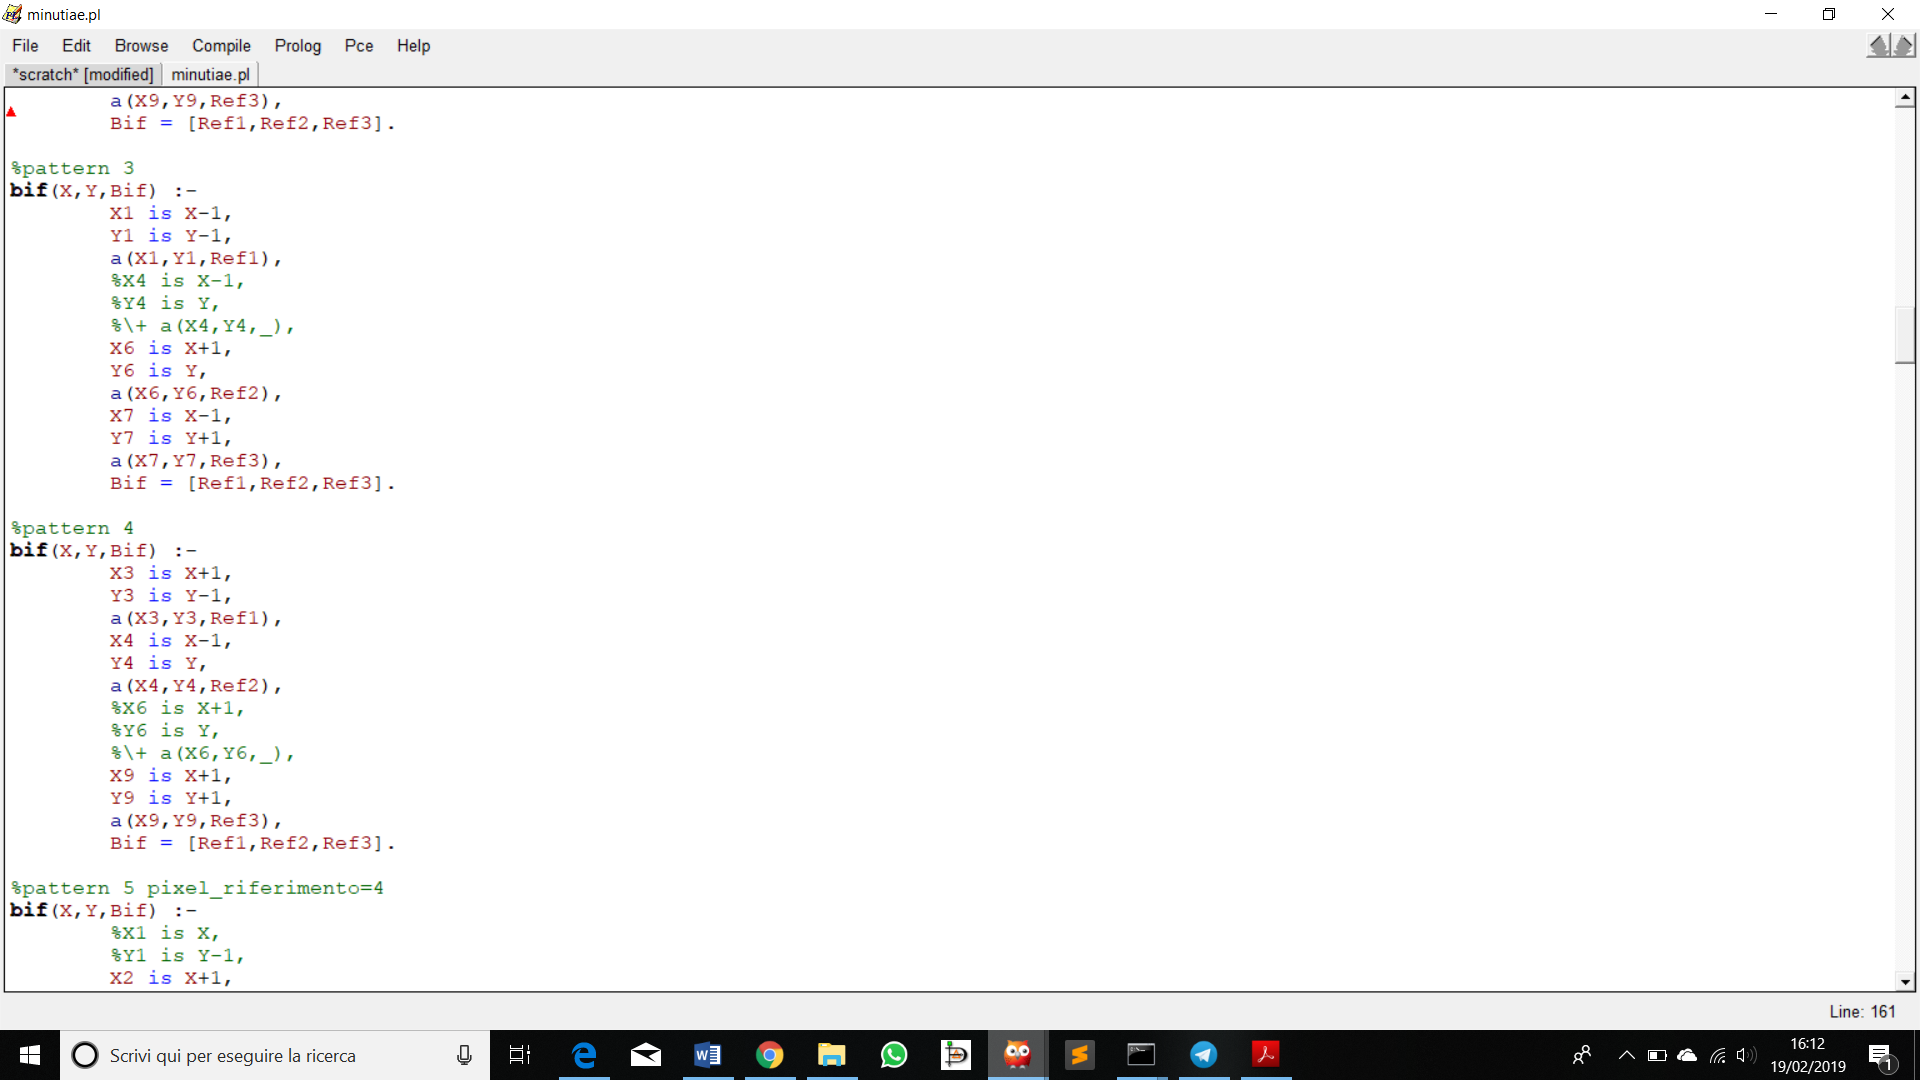 minutiae.pl
File Edit Browse Compile Prolog Pce Help
*scratch* [modified] minutiae.pl
a(X9,Y9,Ref3),
Bif = [Ref1,Ref2,Ref3].
%pattern 3
bif(X,Y,Bif) :-
X1 is X-1,
Y1 is Y-1,
a(X1,Y1,Ref1),
%X4 is X-1,
%Y4 is Y,
%\+ a(X4,Y4,_),
X6 is X+1,
Y6 is Y,
a(X6,Y6,Ref2),
X7 is X-1,
Y7 is Y+1,
a(X7,Y7,Ref3),
Bif = [Ref1,Ref2,Ref3].
%pattern 4
bif(X,Y,Bif) :-
X3 is X+1,
Y3 is Y-1,
a(X3,Y3,Ref1),
X4 is X-1,
Y4 is Y,
a(X4,Y4,Ref2),
%X6 is X+1,
%Y6 is Y,
%\+ a(X6,Y6,_),
X9 is X+1,
Y9 is Y+1,
a(X9,Y9,Ref3),
Bif = [Ref1,Ref2,Ref3].
%pattern 5 pixel_riferimento=4
bif(X,Y,Bif) :-
%X1 is X,
%Y1 is Y-1,
X2 is X+1,
Line: 161
Scrivi qui per eseguire la ricerca
16:12
19/02/2019
1